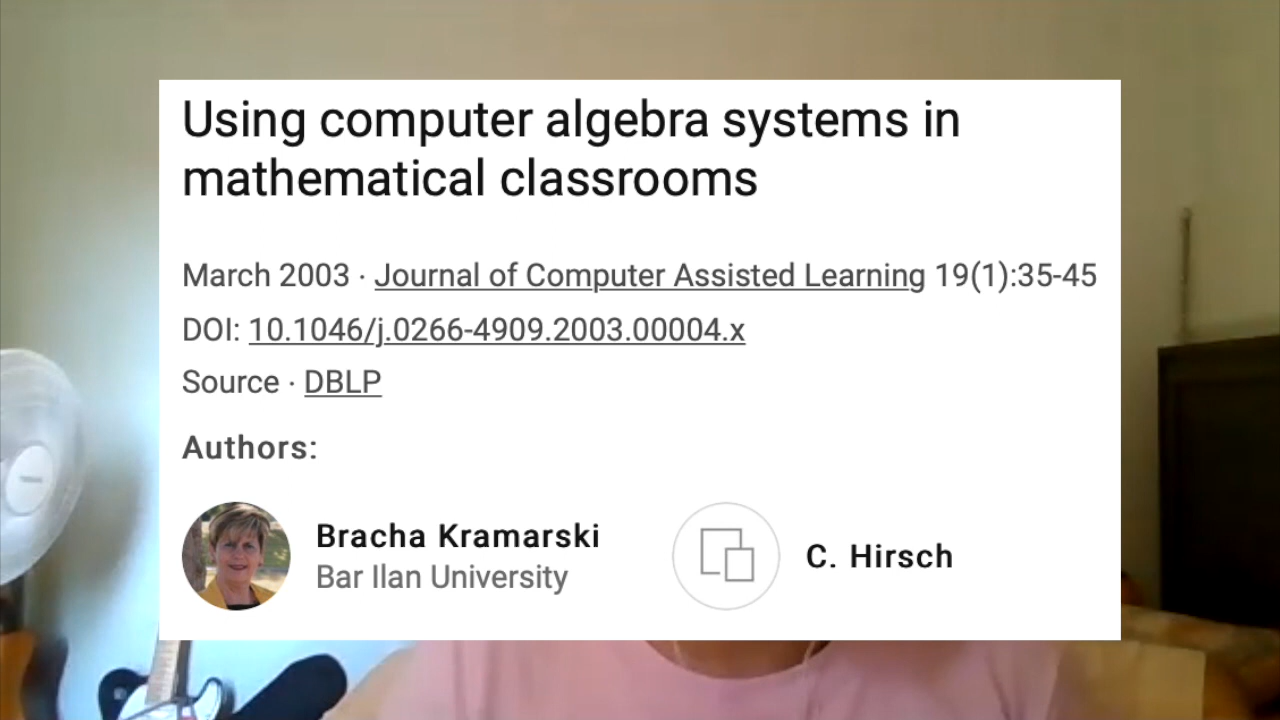 Using computer algebra systems in
mathematical classrooms
March 2003 · Journal of Computer Assisted Learning 19(1):35-45
DOI: 10.1046/j.0266-4909.2003.00004.x
Source · DBLP
Authors:
Bracha Kramarski
Bar Ilan University
C. Hirsch